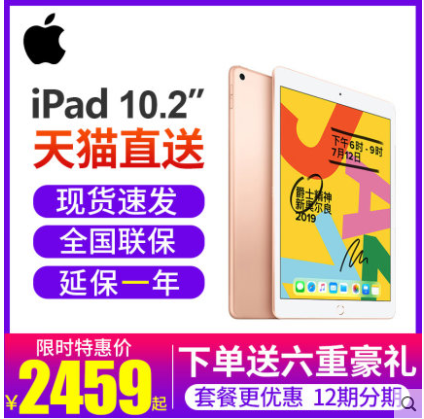 iPad 10.2"
天猫直送
现货速发
全国联保
延保一年
下午6时 - 9时
7月12日
爵士精神
新奥尔良
2019
限时特惠价
¥2459起
下单送六重豪礼
套餐更优惠 12期分期